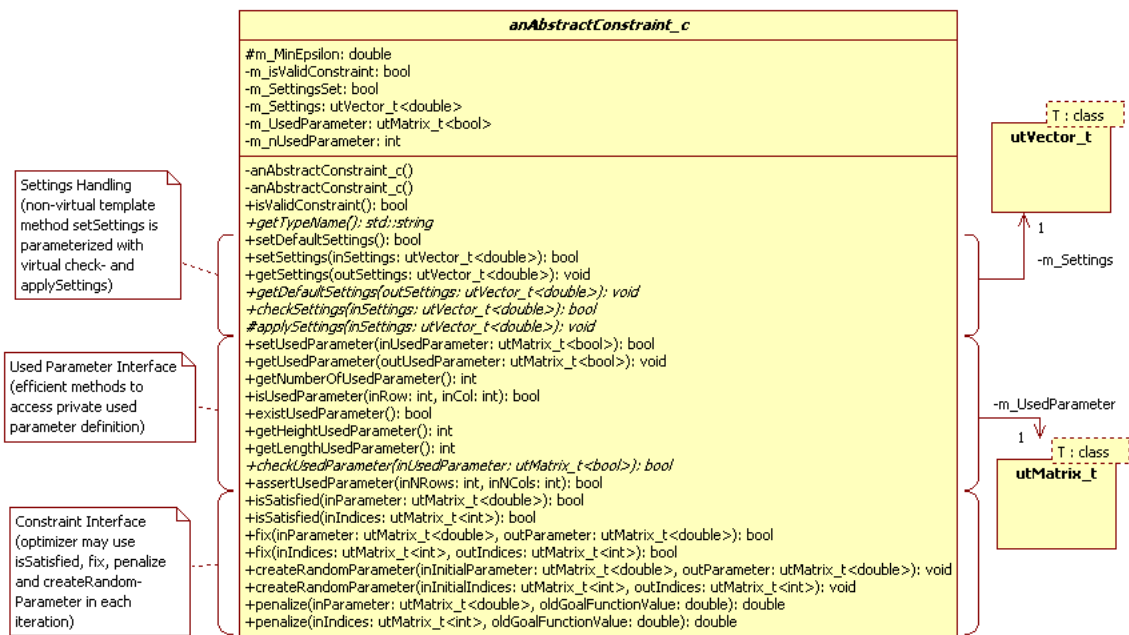 anAbstractConstraint_c
#m_MinEpsilon: double
-m_isValidConstraint: bool
-m_SettingsSet: bool
-m_Settings: utVector_t<double>
-m_UsedParameter: utMatrix_t<bool>
-m_nUsedParameter: int
-anAbstractConstraint_c()
-anAbstractConstraint_c()
+isValidConstraint(): bool
+getTypeName(): std::string
+setDefaultSettings(): bool
+setSettings(inSettings: utVector_t<double>): bool
+getSettings(outSettings: utVector_t<double>): void
+getDefaultSettings(outSettings: utVector_t<double>): void
+checkSettings(inSettings: utVector_t<double>): bool
#applySettings(inSettings: utVector_t<double>): void
+setUsedParameter(inUsedParameter: utMatrix_t<bool>): bool
+getUsedParameter(outUsedParameter: utMatrix_t<bool>): void
+getNumberOfUsedParameter(): int
+isUsedParameter(inRow: int, inCol: int): bool
+existUsedParameter(): bool
+getHeightUsedParameter(): int
+getLengthUsedParameter(): int
+checkUsedParameter(inUsedParameter: utMatrix_t<bool>): bool
+assertUsedParameter(inNRows: int, inNCols: int): bool
+isSatisfied(inParameter: utMatrix_t<double>): bool
+isSatisfied(inIndices: utMatrix_t<int>): bool
+fix(inParameter: utMatrix_t<double>, outParameter: utMatrix_t<double>): bool
+fix(inIndices: utMatrix_t<int>, outIndices: utMatrix_t<int>): bool
+createRandomParameter(inInitialParameter: utMatrix_t<double>, outParameter: utMatrix_t<double>): void
+createRandomParameter(inInitialIndices: utMatrix_t<int>, outIndices: utMatrix_t<int>): void
+penalize(inParameter: utMatrix_t<double>, oldGoalFunctionValue: double): double
+penalize(inIndices: utMatrix_t<int>, oldGoalFunctionValue: double): double
Settings Handling
(non-virtual template
method setSettings is
parameterized with
virtual check- and
applySettings)
Used Parameter Interface
(efficient methods to
access private used
parameter definition)
Constraint Interface
(optimizer may use
isSatisfied, fix, penalize
and createRandom-
Parameter in each
iteration)
T : class
utVector_t
1
-m_Settings
-m_UsedParameter
1
T : class
utMatrix_t